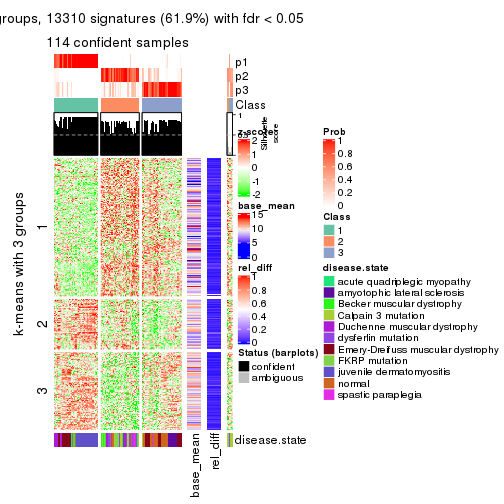 groups, 13310 signatures (61.9%) with fdr < 0.05
114 confident samples
p1
p2
p3
Class
Silhouette
score
z-score
2
1
0
-1
-2
base_mean
15
10
5
0
rel_diff
1
0.8
0.6
0.4
0.2
0
Status (barplots)
confident
ambiguous
Prob
1
0.8
0.6
0.4
0.2
0
Class
1
2
3
disease.state
acute quadriplegic myopathy
amyotophic lateral sclerosis
Becker muscular dystrophy
Calpain 3 mutation
Duchenne muscular dystrophy
dysferlin mutation
Emery-Dreifuss muscular dystrophy
FKRP mutation
juvenile dermatomyositis
normal
spastic paraplegia
k-means with 3 groups
1
2
3
disease.state
base_mean
rel_diff